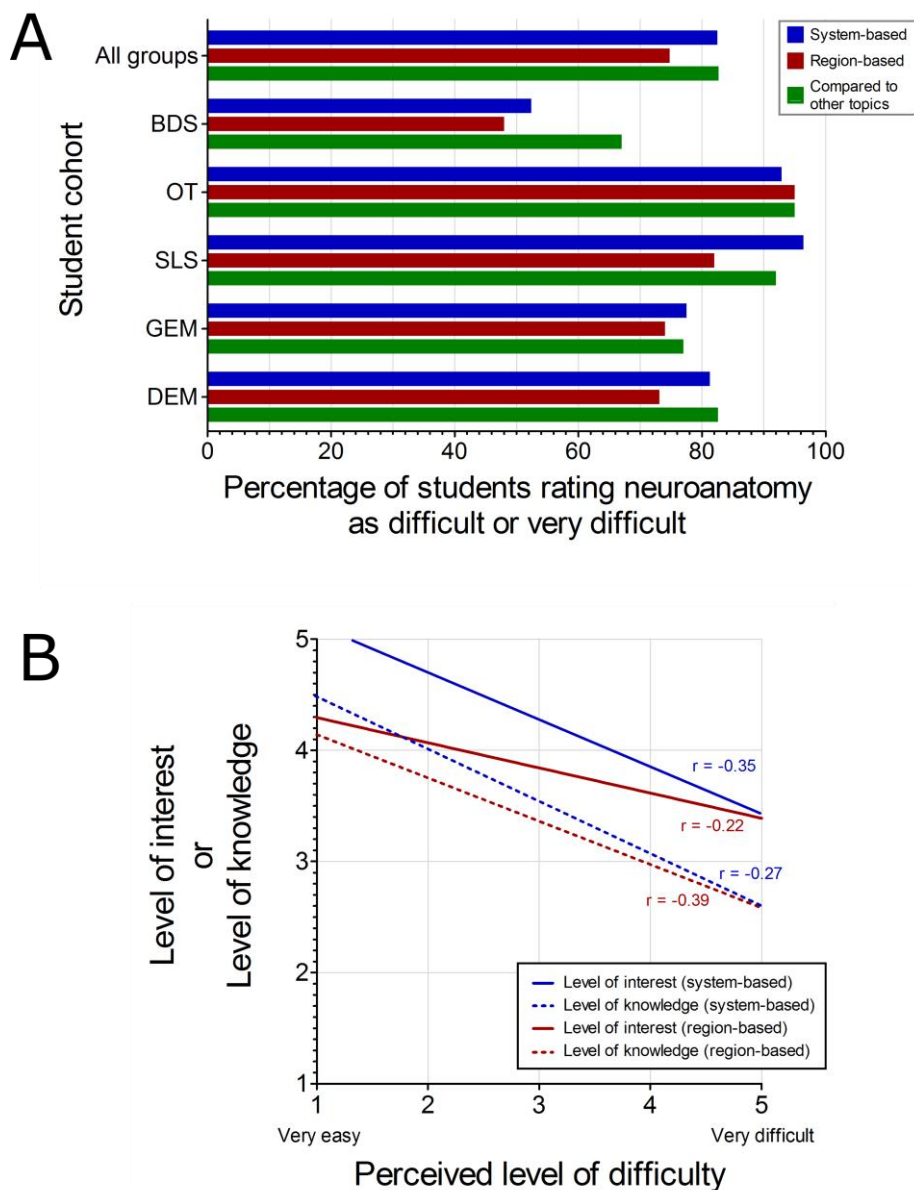 A
System-based
Region-based
Compared to
other topics
Student cohort
All groups
BDS
OT
SLS
GEM
DEM
0 20 40 60 80 100
Percentage of students rating neuroanatomy
as difficult or very difficult
B
Level of interest
or
Level of knowledge
5
4
3
2
1
r = -0.35
r = -0.22
r = -0.27
r = -0.39
Level of interest (system-based)
Level of knowledge (system-based)
Level of interest (region-based)
Level of knowledge (region-based)
1 2 3 4 5
Very easy Very difficult
Perceived level of difficulty